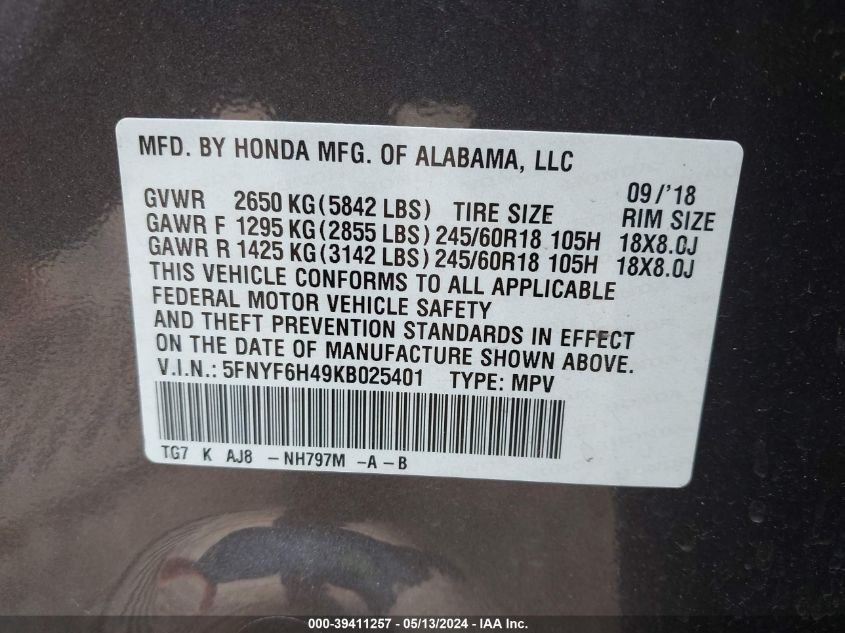 MFD. BY HONDA MFG. OF ALABAMA, LLC
09/'18
GVWR 2650 KG(5842 LBS) TIRE SIZE RIM SIZE
GAWR F 1295 KG(2855 LBS) 245/60R18 105H 18X8.0J
GAWR R 1425 KG(3142 LBS) 245/60R18 105H 18X8.0J
THIS VEHICLE CONFORMS TO ALL APPLICABLE
FEDERAL MOTOR VEHICLE SAFETY
AND THEFT PREVENTION STANDARDS IN EFFECT
ON THE DATE OF MANUFACTURE SHOWN ABOVE.
V.I.N.: 5FNYF6H49KB025401 TYPE: MPV
TG7 K AJ8 -NH797M -A-B
000-39411257 - 05/13/2024 - IAA Inc.